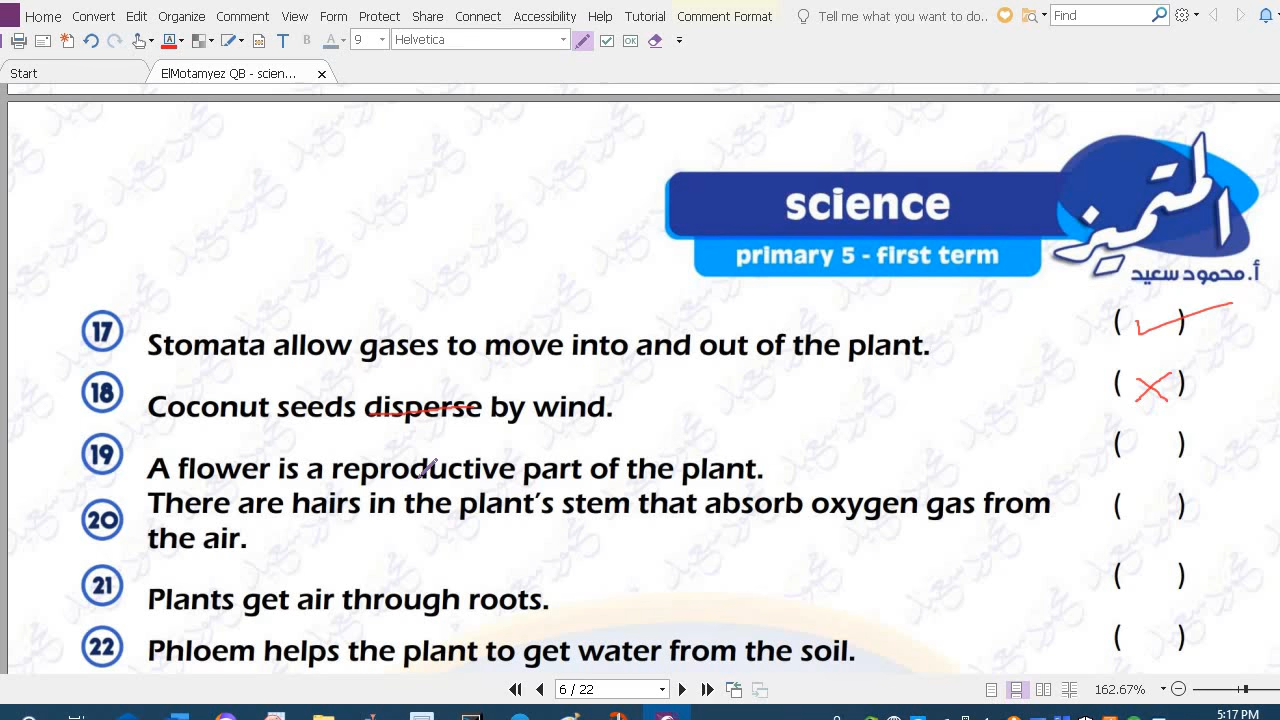 Home Convert Edit Organize Comment View Form Protect Share Connect Accessibility Help Tutorial Comment Format Tell me what you want to do.. Find
9 Helvetica
Start ElMotamyez QB - scien...
المتميز
science
primary 5 - first term
أ. محمود سعيد
17 Stomata allow gases to move into and out of the plant. ( ✓ )
18 Coconut seeds disperse by wind. ( X )
19 A flower is a reproductive part of the plant. ( )
20 There are hairs in the plant's stem that absorb oxygen gas from ( )
the air.
21 Plants get air through roots. ( )
22 Phloem helps the plant to get water from the soil. ( )
6 / 22 162.67%
5:17 PM